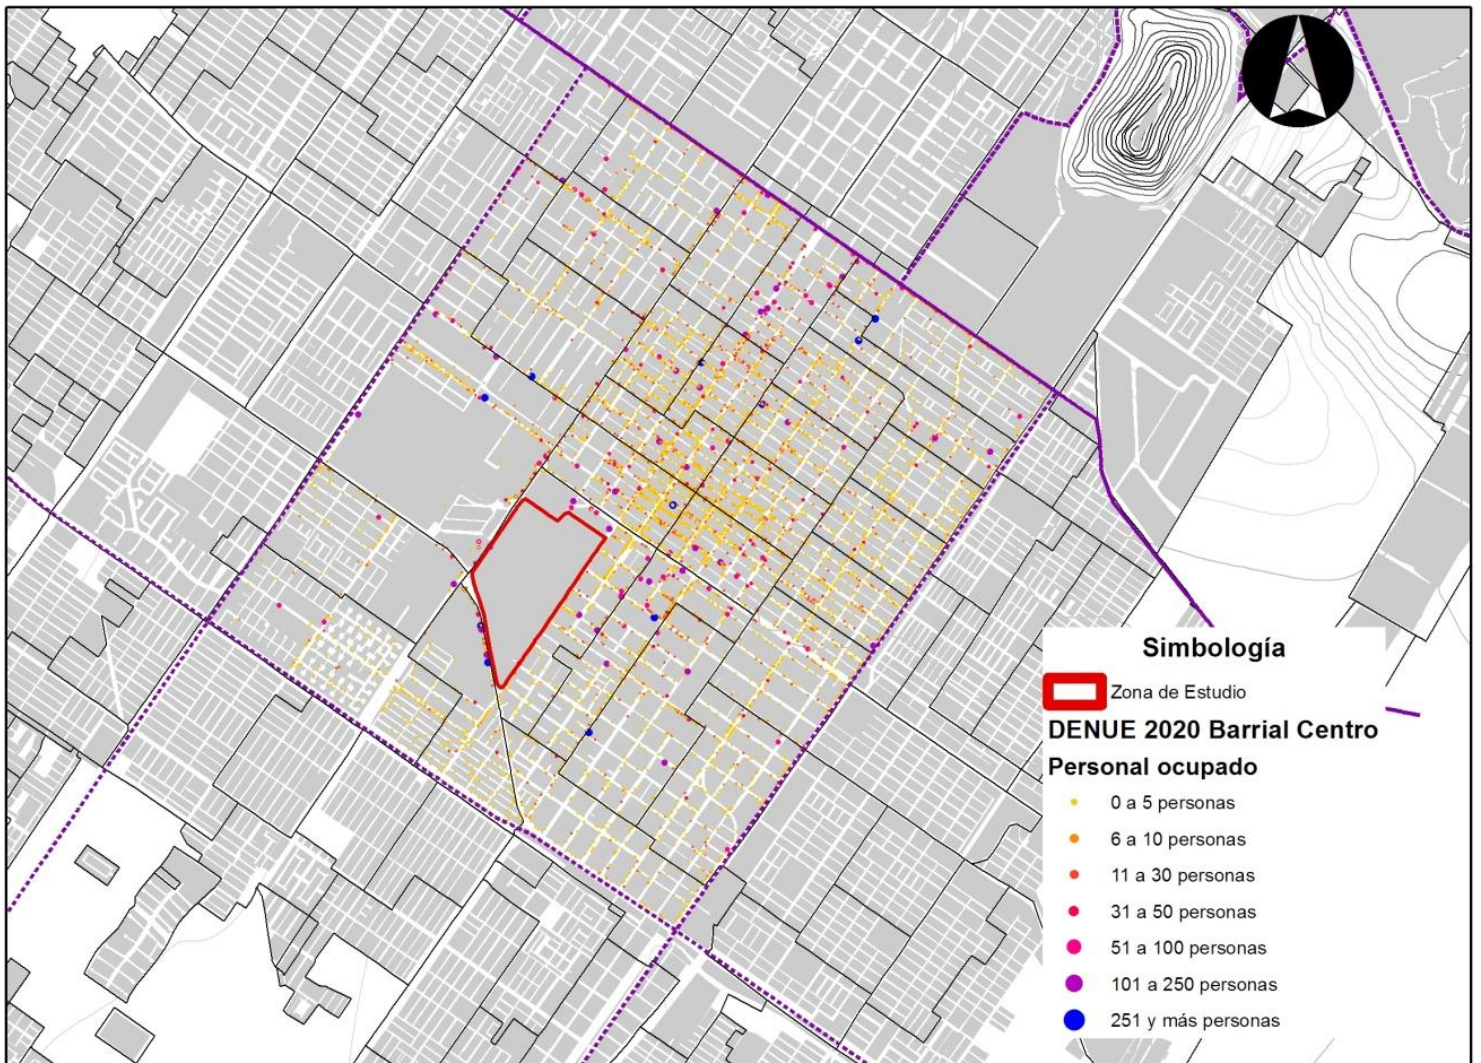 Simbología
Zona de Estudio
DENUE 2020 Barrial Centro
Personal ocupado
0 a 5 personas
6 a 10 personas
11 a 30 personas
31 a 50 personas
51 a 100 personas
101 a 250 personas
251 y más personas